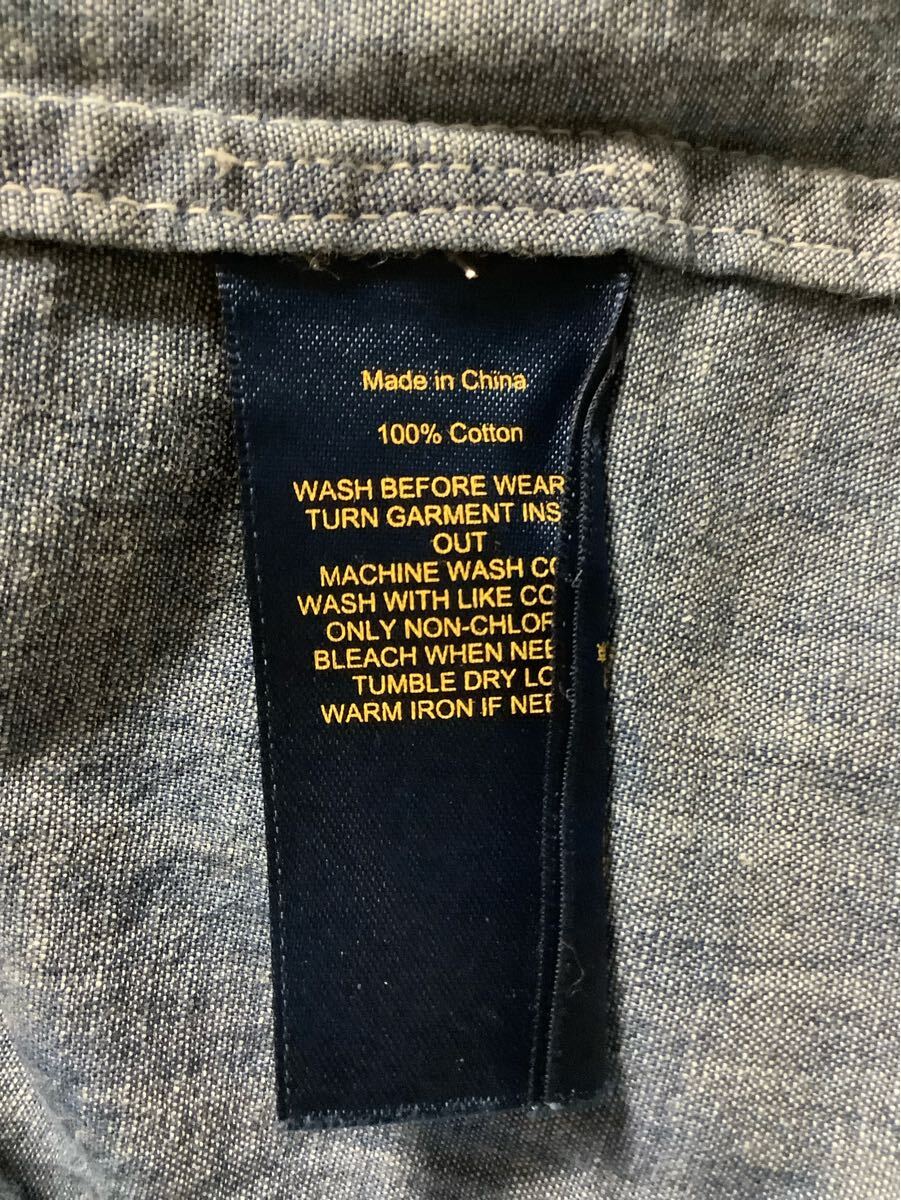 Made in China
100% Cotton
WASH BEFORE WEAR
TURN GARMENT INS
OUT
MACHINE WASH CO
WASH WITH LIKE CO
ONLY NON-CHLOR
BLEACH WHEN NEE
TUMBLE DRY LO
WARM IRON IF NEE